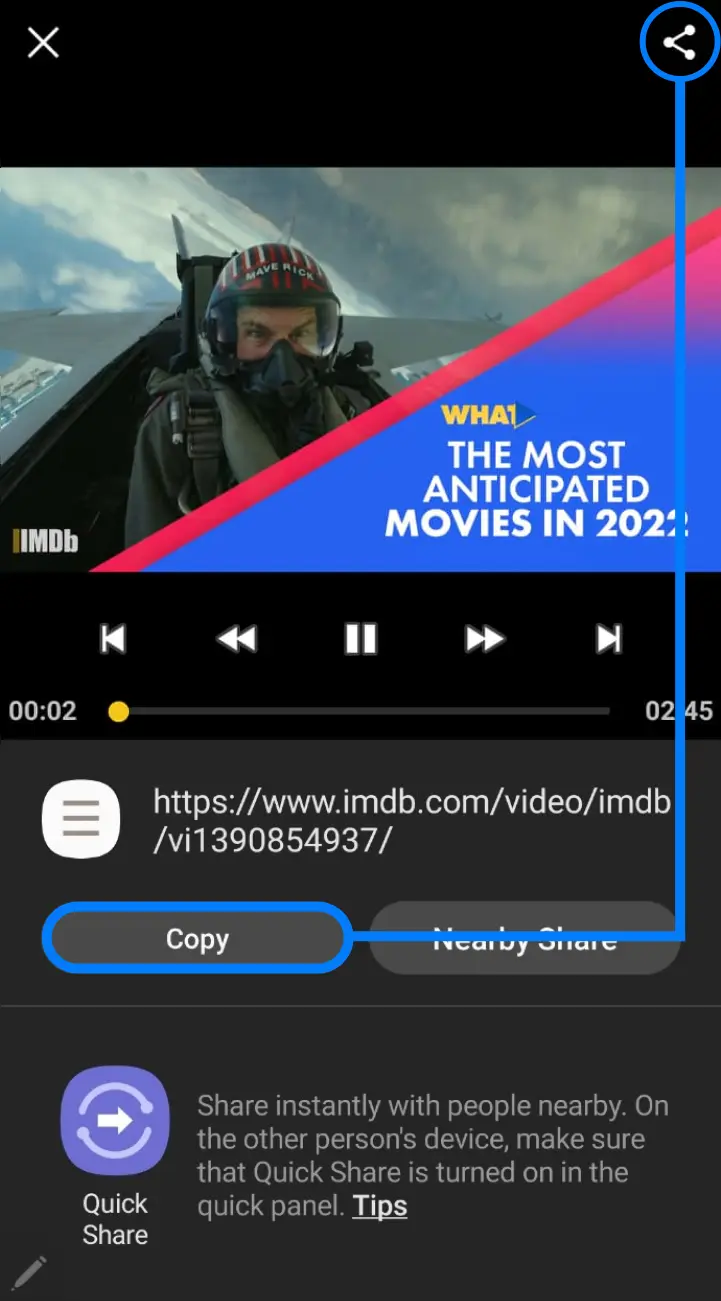 MAVERICK
WHAT
THE MOST
ANTICIPATED
MOVIES IN 2022
IMDb
00:02
02:45
https://www.imdb.com/video/imdb
/vi1390854937/
Copy
Nearby Share
Share instantly with people nearby. On
the other person's device, make sure
that Quick Share is turned on in the
quick panel. Tips
Quick
Share